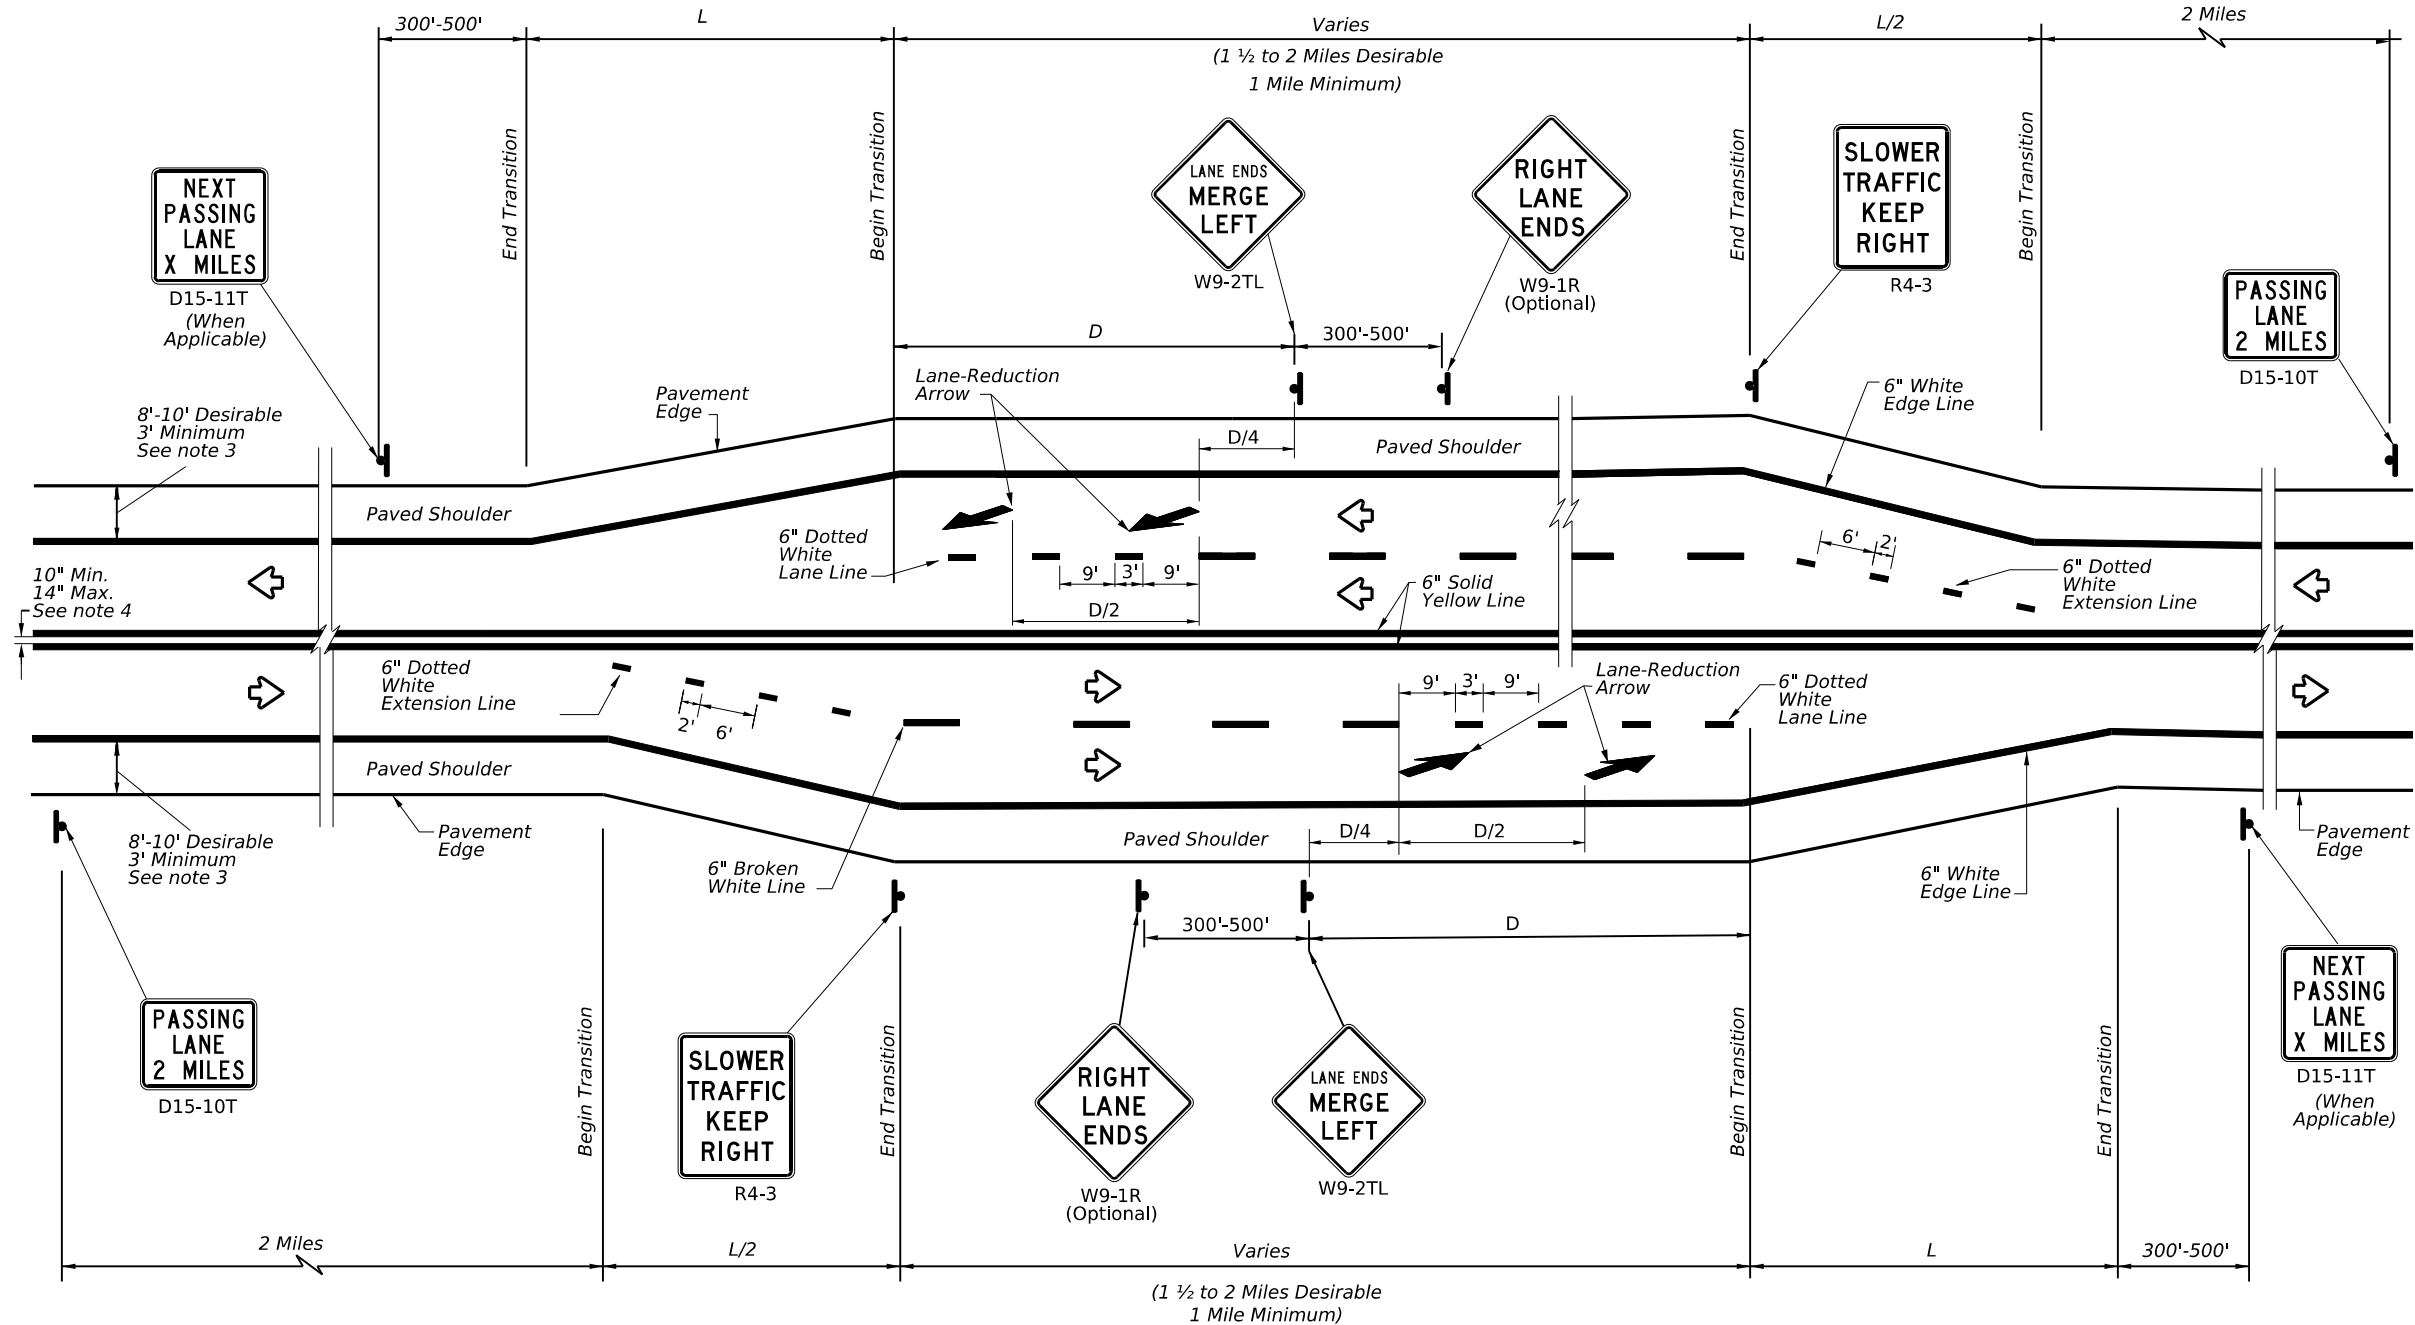 300'-500'
L
Varies
(1 ½ to 2 Miles Desirable
1 Mile Minimum)
L/2
2 Miles
End Transition
Begin Transition
End Transition
Begin Transition
NEXT
PASSING
LANE
X MILES
D15-11T
(When
Applicable)
LANE ENDS
MERGE
LEFT
W9-2TL
RIGHT
LANE
ENDS
W9-1R
(Optional)
SLOWER
TRAFFIC
KEEP
RIGHT
R4-3
PASSING
LANE
2 MILES
D15-10T
D
300'-500'
Lane-Reduction
Arrow
Pavement
Edge
6" White
Edge Line
8'-10' Desirable
3' Minimum
See note 3
D/4
Paved Shoulder
Paved Shoulder
6" Dotted
White
Lane Line
9'
3'
9'
D/2
6'
2'
6" Dotted
White
Extension Line
10" Min.
14" Max.
See note 4
6" Solid
Yellow Line
6" Dotted
White
Extension Line
2'
6'
9'
3'
9'
Lane-Reduction
Arrow
6" Dotted
White
Lane Line
Paved Shoulder
Paved Shoulder
D/4
D/2
8'-10' Desirable
3' Minimum
See note 3
Pavement
Edge
6" Broken
White Line
6" White
Edge Line
Pavement
Edge
300'-500'
D
PASSING
LANE
2 MILES
D15-10T
Begin Transition
SLOWER
TRAFFIC
KEEP
RIGHT
R4-3
End Transition
RIGHT
LANE
ENDS
W9-1R
(Optional)
LANE ENDS
MERGE
LEFT
W9-2TL
Begin Transition
End Transition
NEXT
PASSING
LANE
X MILES
D15-11T
(When
Applicable)
2 Miles
L/2
Varies
(1 ½ to 2 Miles Desirable
1 Mile Minimum)
L
300'-500'